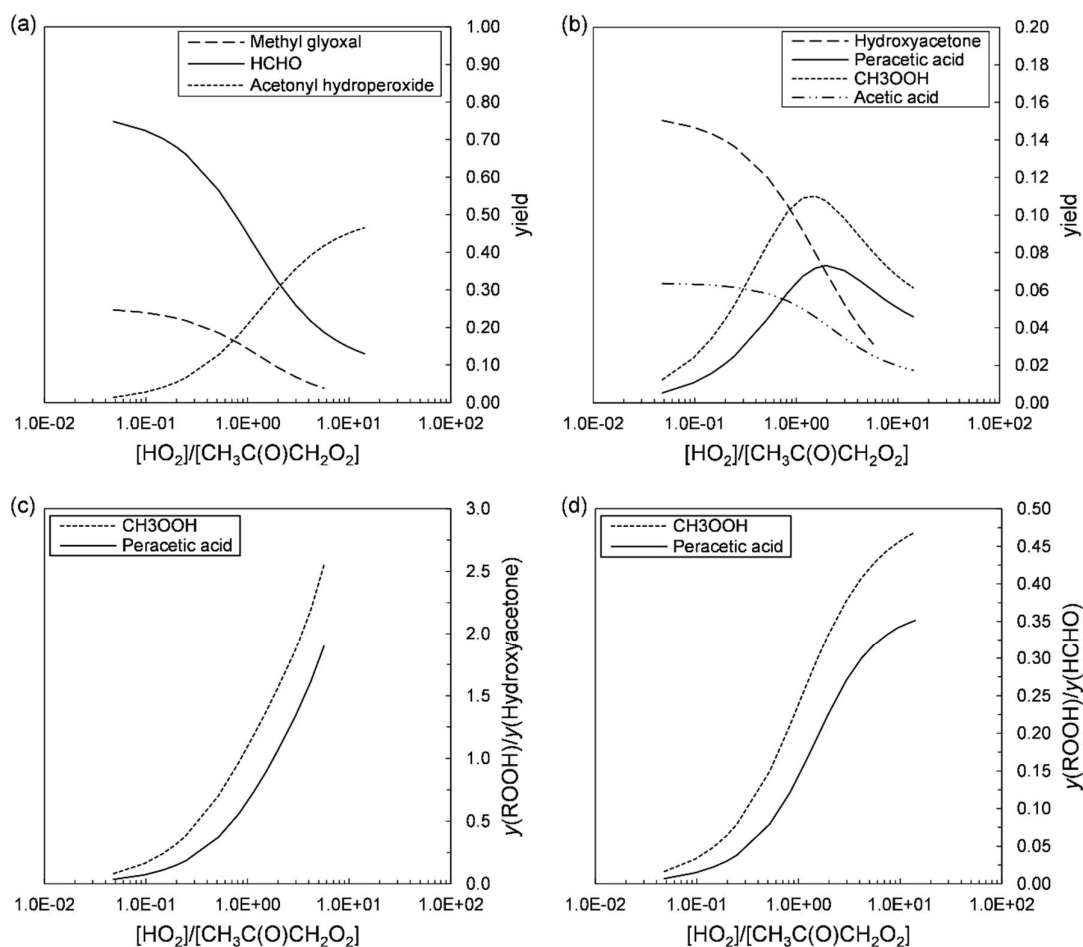 (a)
Methyl glyoxal
HCHO
Acetonyl hydroperoxide
1.00
0.90
0.80
0.70
0.60
0.50
0.40
0.30
0.20
0.10
0.00
yield
1.0E-02 1.0E-01 1.0E+00 1.0E+01 1.0E+02
[HO₂]/[CH₃C(O)CH₂O₂]
(b)
Hydroxyacetone
Peracetic acid
CH3OOH
Acetic acid
0.20
0.18
0.16
0.14
0.12
0.10
0.08
0.06
0.04
0.02
0.00
yield
1.0E-02 1.0E-01 1.0E+00 1.0E+01 1.0E+02
[HO₂]/[CH₃C(O)CH₂O₂]
(c)
CH3OOH
Peracetic acid
3.0
2.5
2.0
1.5
1.0
0.5
0.0
y(ROOH)/y(Hydroxyacetone)
1.0E-02 1.0E-01 1.0E+00 1.0E+01 1.0E+02
[HO₂]/[CH₃C(O)CH₂O₂]
(d)
CH3OOH
Peracetic acid
0.50
0.45
0.40
0.35
0.30
0.25
0.20
0.15
0.10
0.05
0.00
y(ROOH)/y(HCHO)
1.0E-02 1.0E-01 1.0E+00 1.0E+01 1.0E+02
[HO₂]/[CH₃C(O)CH₂O₂]